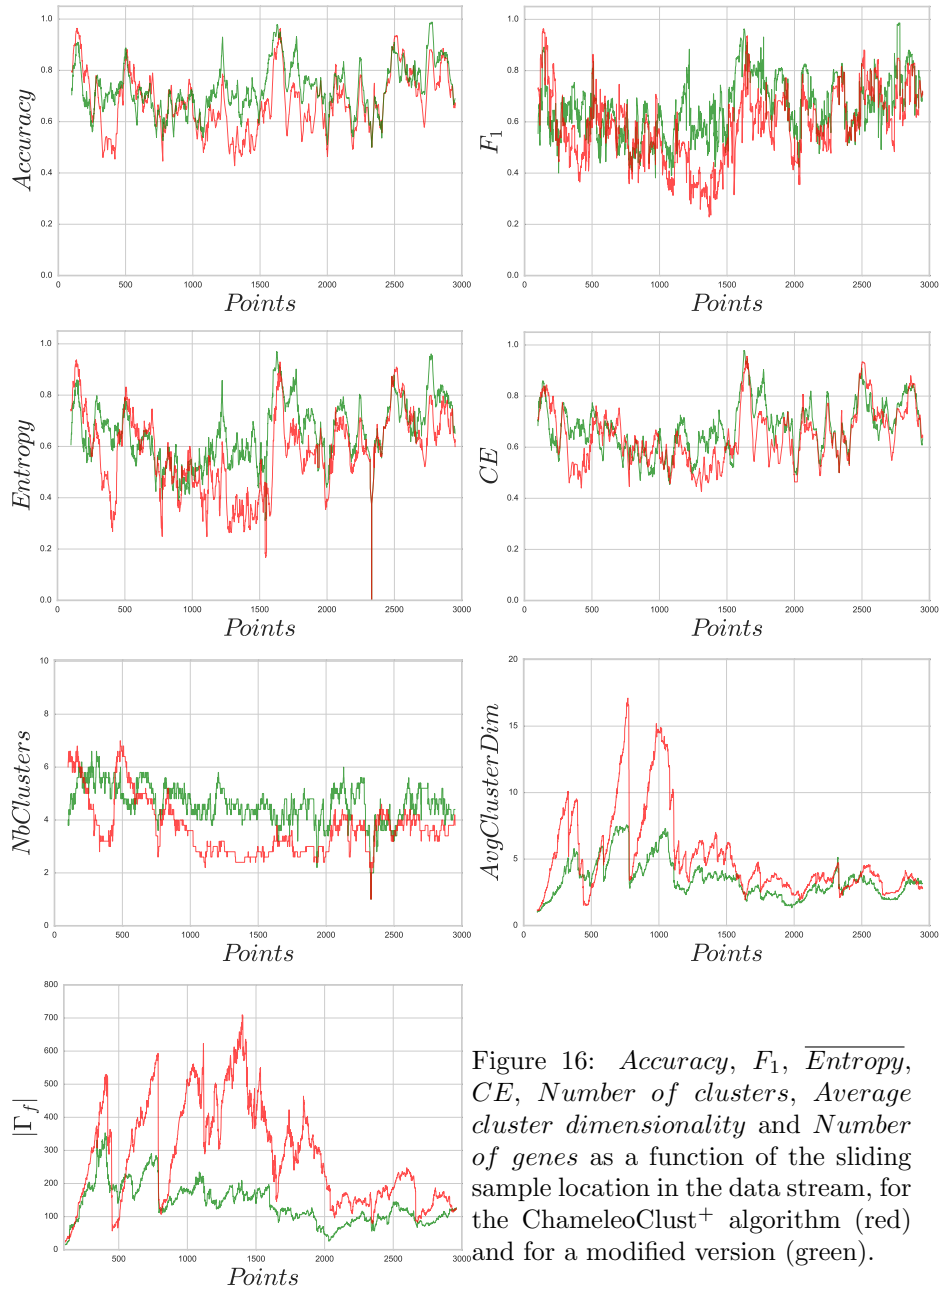 1.0
0.8
0.6
0.4
0.2
0.0
0 500 1000 1500 2000 2500 3000
Accuracy
Points
1.0
0.8
0.6
0.4
0.2
0.0
0 500 1000 1500 2000 2500 3000
F1
Points
1.0
0.8
0.6
0.4
0.2
0.0
0 500 1000 1500 2000 2500 3000
Entropy
Points
1.0
0.8
0.6
0.4
0.2
0.0
0 500 1000 1500 2000 2500 3000
CE
Points
10
8
6
4
2
0
0 500 1000 1500 2000 2500 3000
NbClusters
Points
20
15
10
5
0
0 500 1000 1500 2000 2500 3000
AvgClusterDim
Points
800
700
600
500
400
300
200
100
0
500 1000 1500 2000 2500 3000
|Γf|
Points
Figure 16: Accuracy, F1, Entropy,
CE, Number of clusters, Average
cluster dimensionality and Number
of genes as a function of the sliding
sample location in the data stream, for
the ChameleoClust+ algorithm (red)
and for a modified version (green).